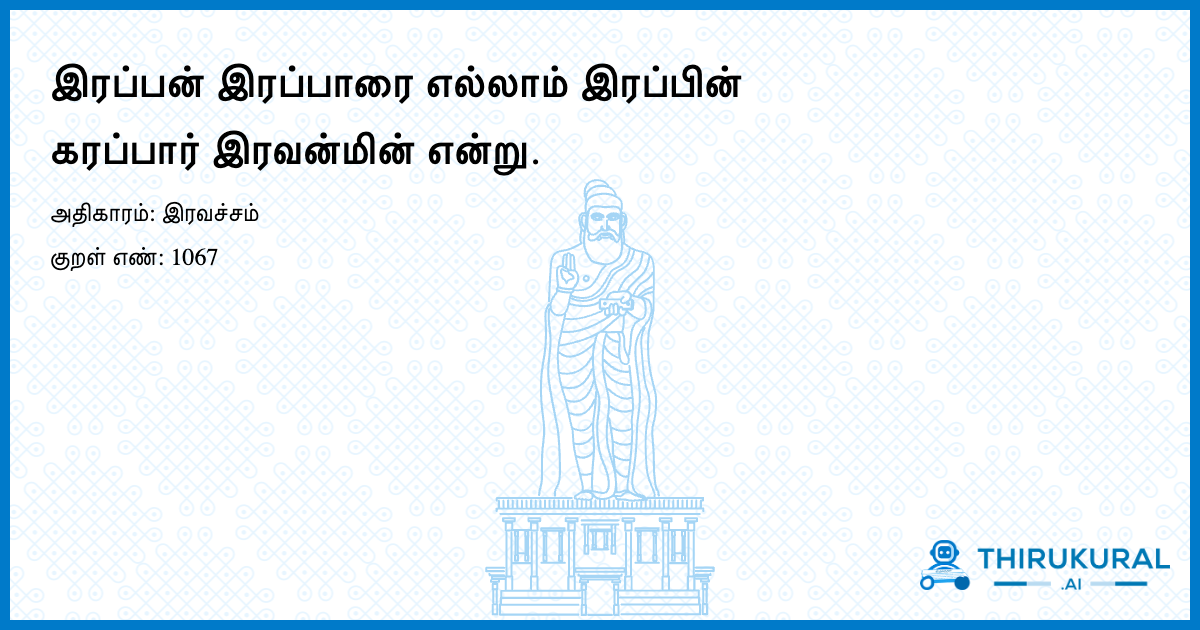 இரப்பன் இரப்பாரை எல்லாம் இரப்பின்
கரப்பார் இரவன்மின் என்று.
அதிகாரம்: இரவச்சம்
குறள் எண்: 1067
THIRUKURAL
.AI